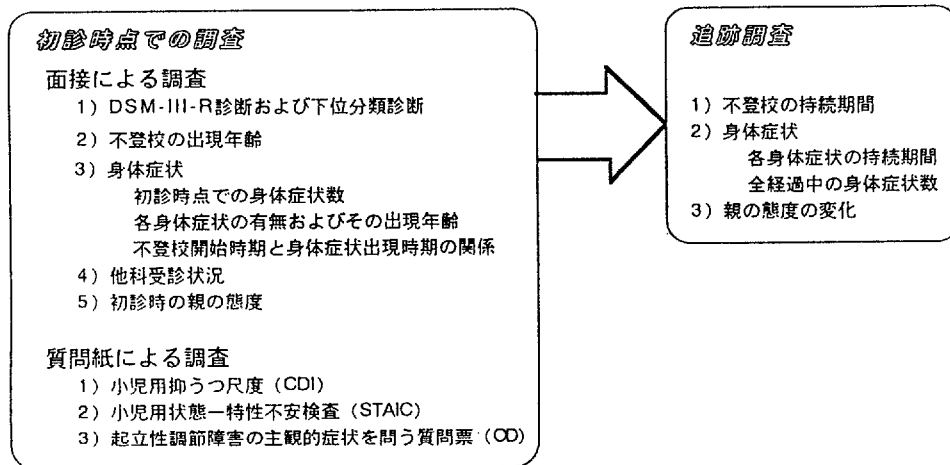 初診時点での調査
面接による調査
1) DSM-III-R診断および下位分類診断
2) 不登校の出現年齢
3) 身体症状
初診時点での身体症状数
各身体症状の有無およびその出現年齢
不登校開始時期と身体症状出現時期の関係
4) 他科受診状況
5) 初診時の親の態度
質問紙による調査
1) 小児用抑うつ尺度 (CDI)
2) 小児用状態ー特性不安検査 (STAIC)
3) 起立性調節障害の主観的症状を問う質問票 (OD)
追跡調査
1) 不登校の持続期間
2) 身体症状
各身体症状の持続期間
全経過中の身体症状数
3) 親の態度の変化